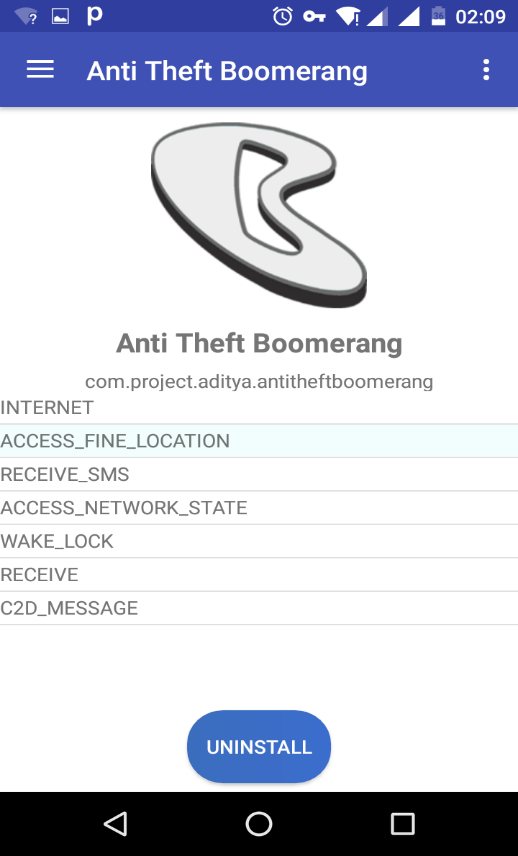 02:09
Anti Theft Boomerang
Anti Theft Boomerang
com.project.aditya.antitheftboomerang
INTERNET
ACCESS_FINE_LOCATION
RECEIVE_SMS
ACCESS_NETWORK_STATE
WAKE_LOCK
RECEIVE
C2D_MESSAGE
UNINSTALL